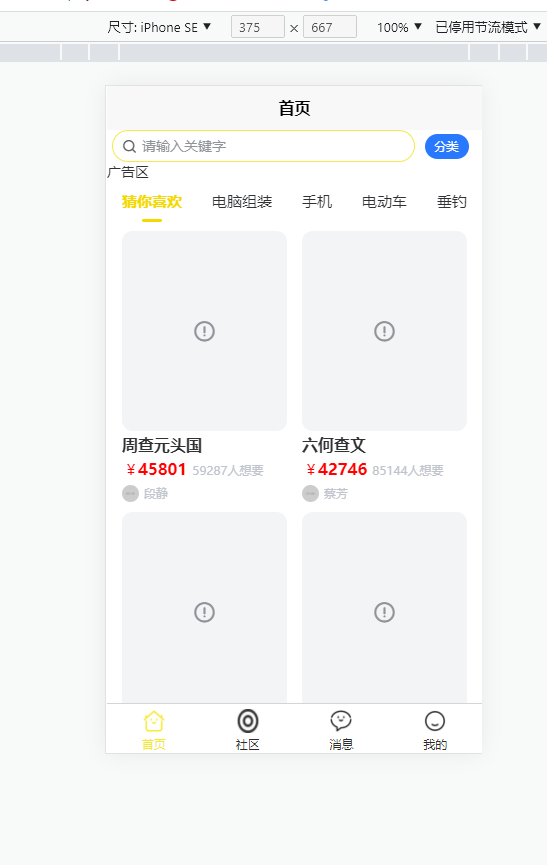 尺寸: iPhone SE ▼ 375 × 667 100% ▼ 已停用节流模式 ▼
首页
请输入关键字 分类
广告区
猜你喜欢 电脑组装 手机 电动车 垂钓
周查元头国 六何查文
￥45801 59287人想要 ￥42746 85144人想要
段静 蔡芳
首页 社区 消息 我的